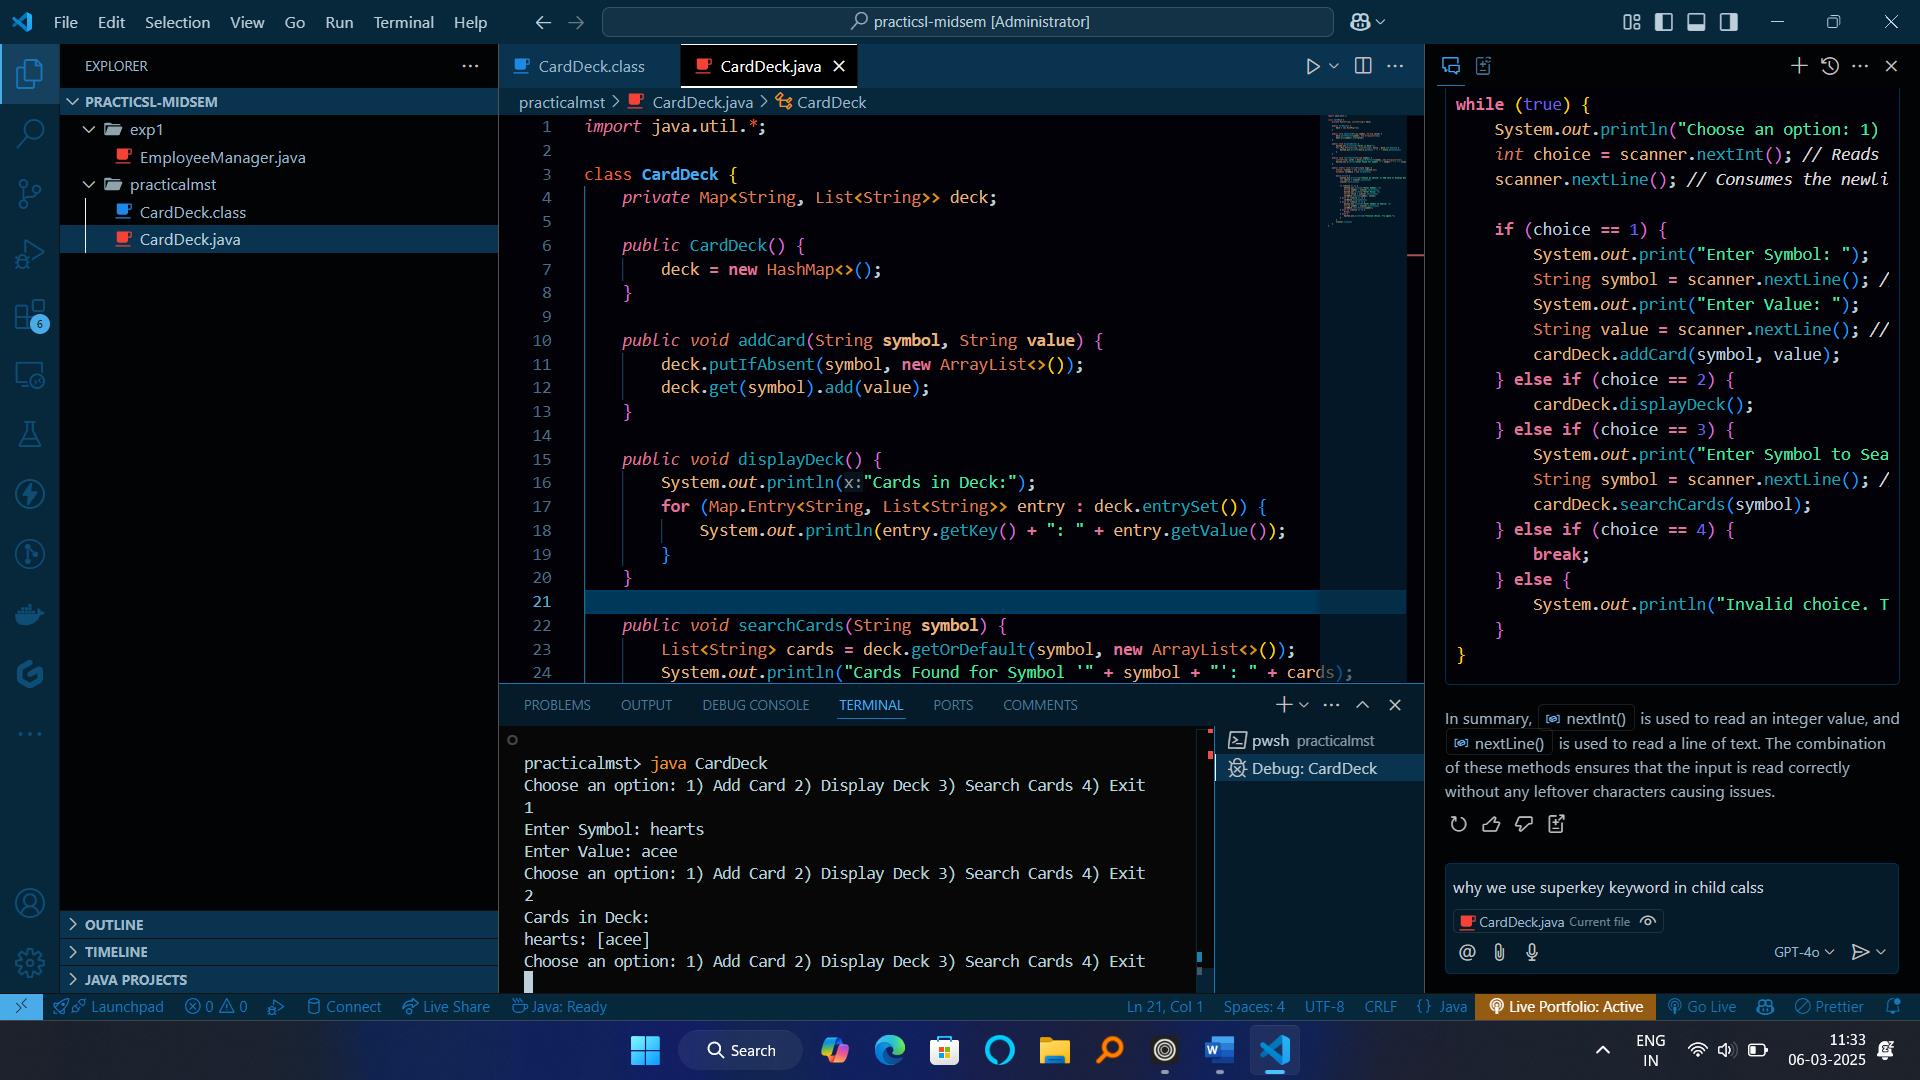 File Edit Selection View Go Run Terminal Help
practicsl-midsem [Administrator]
EXPLORER
PRACTICSL-MIDSEM
exp1
EmployeeManager.java
practicalmst
CardDeck.class
CardDeck.java
OUTLINE
TIMELINE
JAVA PROJECTS
6
CardDeck.class
CardDeck.java
practicalmst > CardDeck.java > CardDeck
1 import java.util.*;
2
3 class CardDeck {
4 private Map<String, List<String>> deck;
5
6 public CardDeck() {
7 deck = new HashMap<>();
8 }
9
10 public void addCard(String symbol, String value) {
11 deck.putIfAbsent(symbol, new ArrayList<>());
12 deck.get(symbol).add(value);
13 }
14
15 public void displayDeck() {
16 System.out.println(x:"Cards in Deck:");
17 for (Map.Entry<String, List<String>> entry : deck.entrySet()) {
18 System.out.println(entry.getKey() + ": " + entry.getValue());
19 }
20 }
21
22 public void searchCards(String symbol) {
23 List<String> cards = deck.getOrDefault(symbol, new ArrayList<>());
24 System.out.println("Cards Found for Symbol '" + symbol + "': " + cards);
PROBLEMS OUTPUT DEBUG CONSOLE TERMINAL PORTS COMMENTS
practicalmst> java CardDeck
Choose an option: 1) Add Card 2) Display Deck 3) Search Cards 4) Exit
1
Enter Symbol: hearts
Enter Value: acee
Choose an option: 1) Add Card 2) Display Deck 3) Search Cards 4) Exit
2
Cards in Deck:
hearts: [acee]
Choose an option: 1) Add Card 2) Display Deck 3) Search Cards 4) Exit
pwsh practicalmst
Debug: CardDeck
while (true) {
System.out.println("Choose an option: 1)
int choice = scanner.nextInt(); // Reads
scanner.nextLine(); // Consumes the newli
if (choice == 1) {
System.out.print("Enter Symbol: ");
String symbol = scanner.nextLine(); /
System.out.print("Enter Value: ");
String value = scanner.nextLine(); //
cardDeck.addCard(symbol, value);
} else if (choice == 2) {
cardDeck.displayDeck();
} else if (choice == 3) {
System.out.print("Enter Symbol to Sea
String symbol = scanner.nextLine(); /
cardDeck.searchCards(symbol);
} else if (choice == 4) {
break;
} else {
System.out.println("Invalid choice. T
}
}
In summary, nextInt() is used to read an integer value, and
nextLine() is used to read a line of text. The combination
of these methods ensures that the input is read correctly
without any leftover characters causing issues.
why we use superkey keyword in child calss
CardDeck.java Current file
GPT-4o
Launchpad 0 0 Connect Live Share Java: Ready
Ln 21, Col 1 Spaces: 4 UTF-8 CRLF {} Java Live Portfolio: Active Go Live Prettier
Search
ENG
IN
11:33
06-03-2025